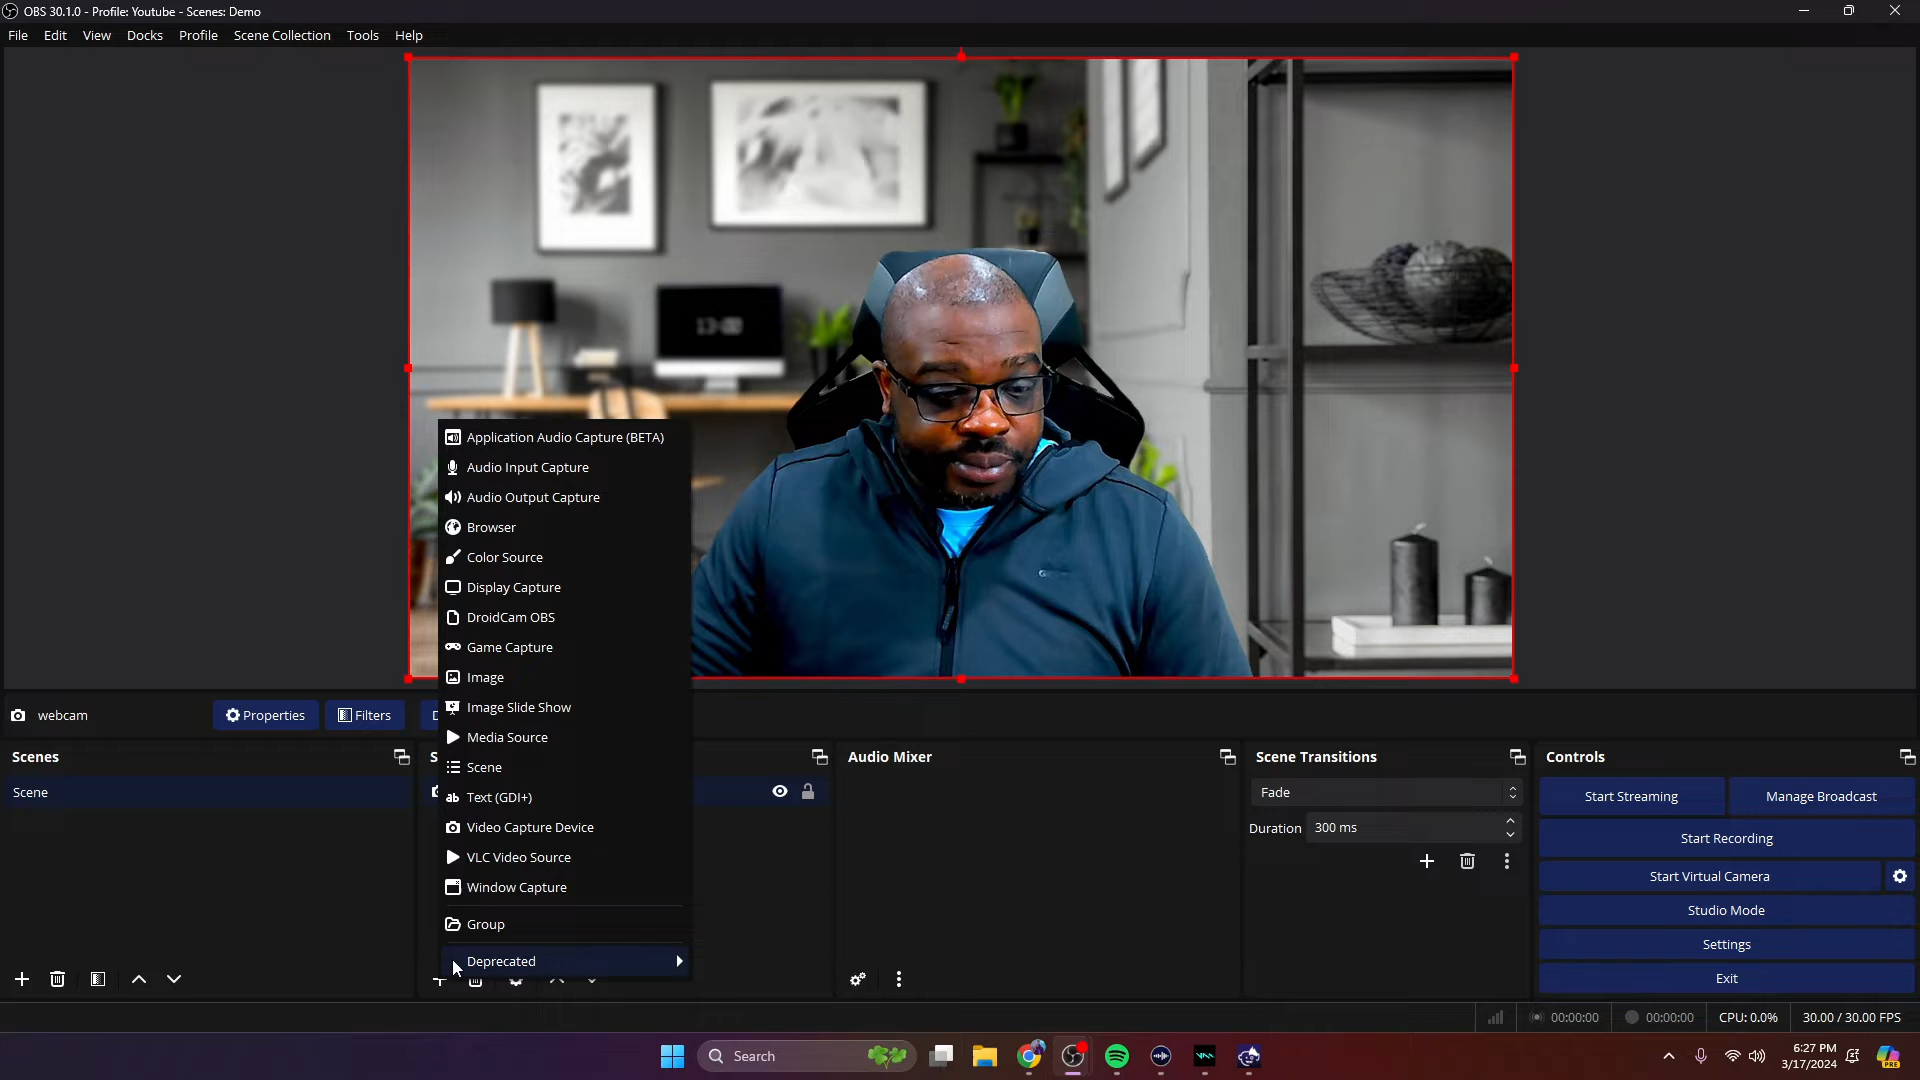 OBS 30.1.0 - Profile: Youtube - Scenes: Demo
File Edit View Docks Profile Scene Collection Tools Help
13:00
Application Audio Capture (BETA)
Audio Input Capture
Audio Output Capture
Browser
Color Source
Display Capture
DroidCam OBS
Game Capture
Image
Image Slide Show
Media Source
Scene
ab Text (GDI+)
Video Capture Device
VLC Video Source
Window Capture
Group
Deprecated
webcam Properties Filters D
Scenes
Scene
S
Audio Mixer
Scene Transitions
Fade
Duration 300 ms
Controls
Start Streaming Manage Broadcast
Start Recording
Start Virtual Camera
Studio Mode
Settings
Exit
00:00:00 00:00:00 CPU: 0.0% 30.00 / 30.00 FPS
Search
6:27 PM
3/17/2024
PRE